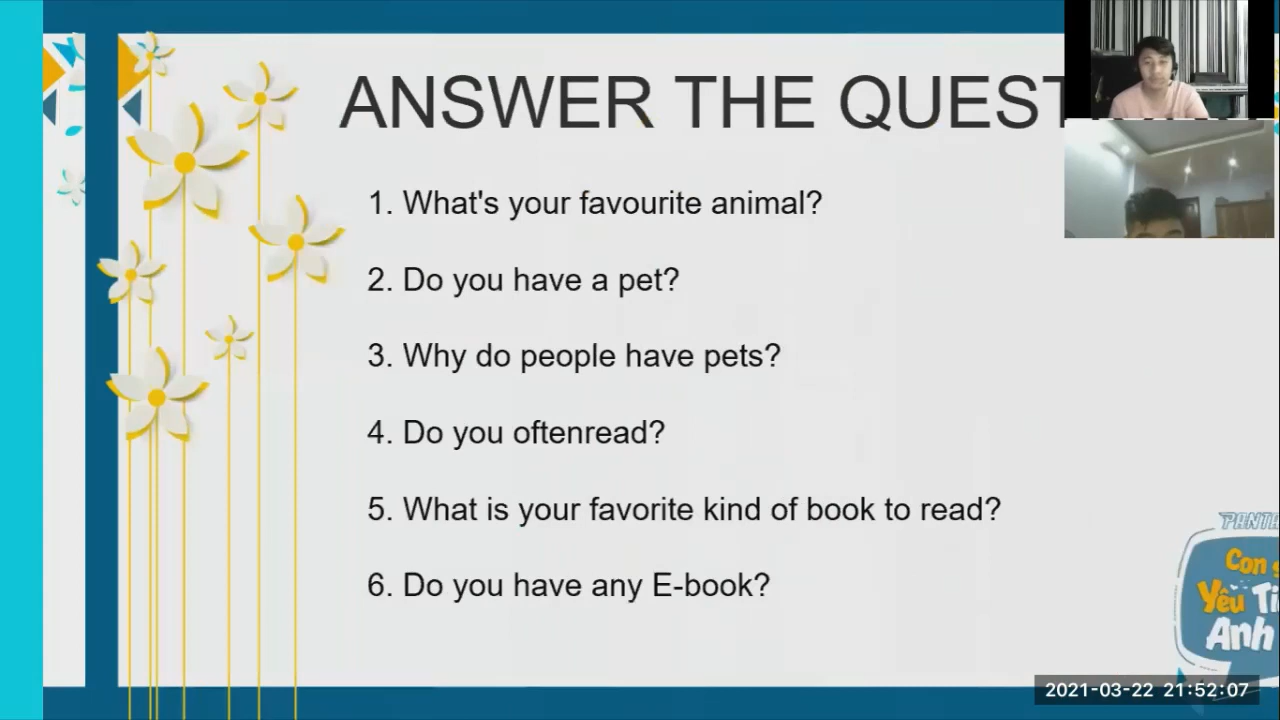 ANSWER THE QUEST
1. What's your favourite animal?
2. Do you have a pet?
3. Why do people have pets?
4. Do you oftenread?
5. What is your favorite kind of book to read?
6. Do you have any E-book?
Con
Yêu
Anh
2021-03-22 21:52:07